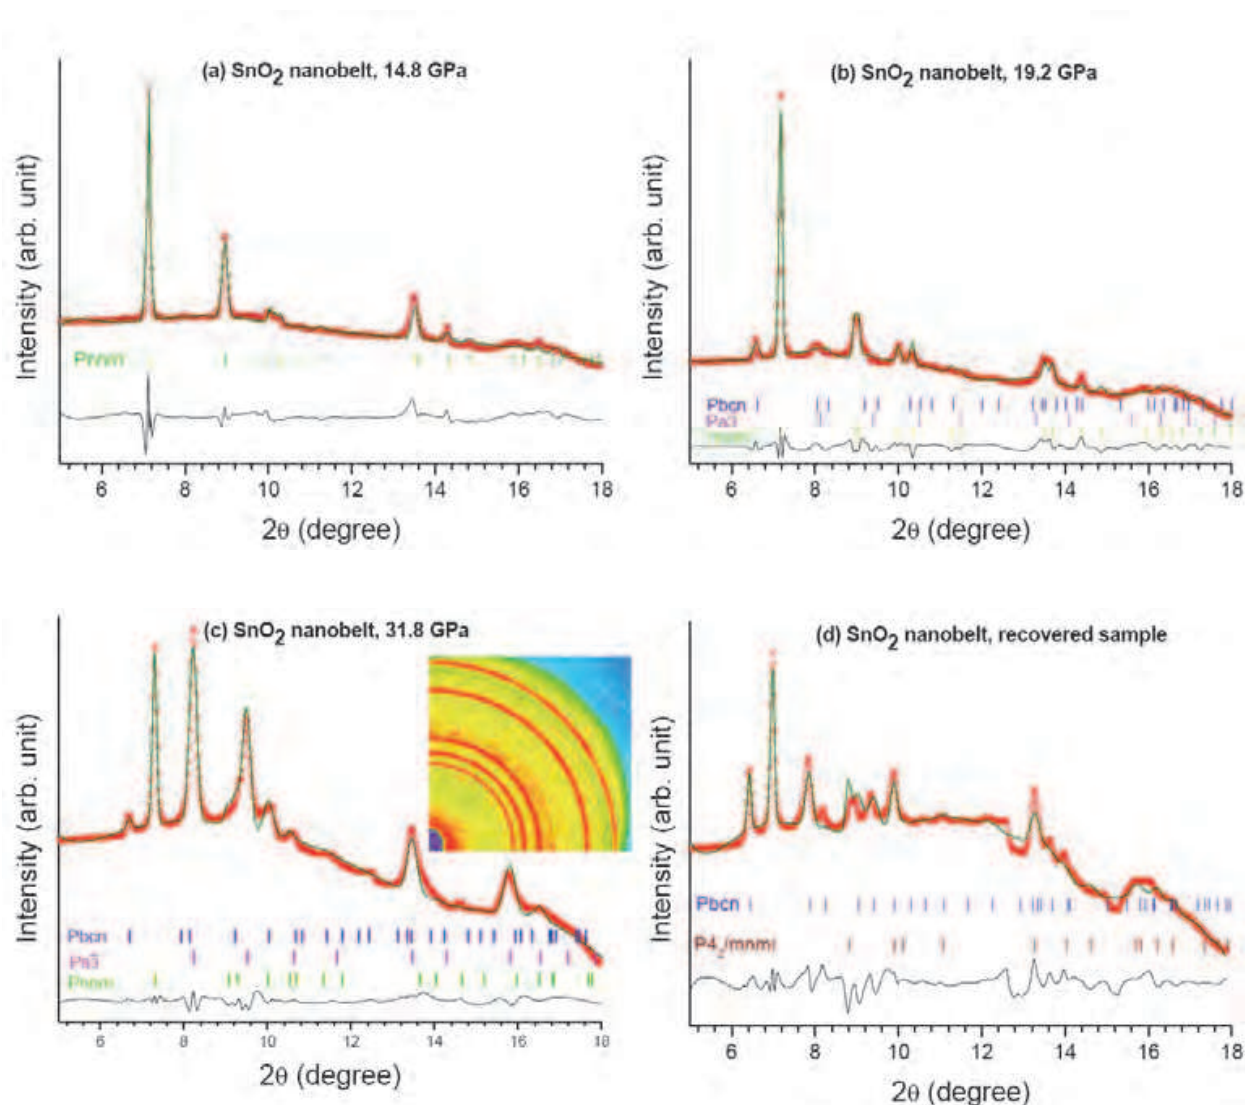 (a) SnO2 nanobelt, 14.8 GPa
Intensity (arb. unit)
Pnnm
6 8 10 12 14 16 18
2θ (degree)
(b) SnO2 nanobelt, 19.2 GPa
Intensity (arb. unit)
Pbcn
Pa3
6 8 10 12 14 16 18
2θ (degree)
(c) SnO2 nanobelt, 31.8 GPa
Intensity (arb. unit)
Pbcn
Pa3
Pnnm
6 8 10 12 14 16 18
2θ (degree)
(d) SnO2 nanobelt, recovered sample
Intensity (arb. unit)
Pbcn
P42/mnm
6 8 10 12 14 16 18
2θ (degree)